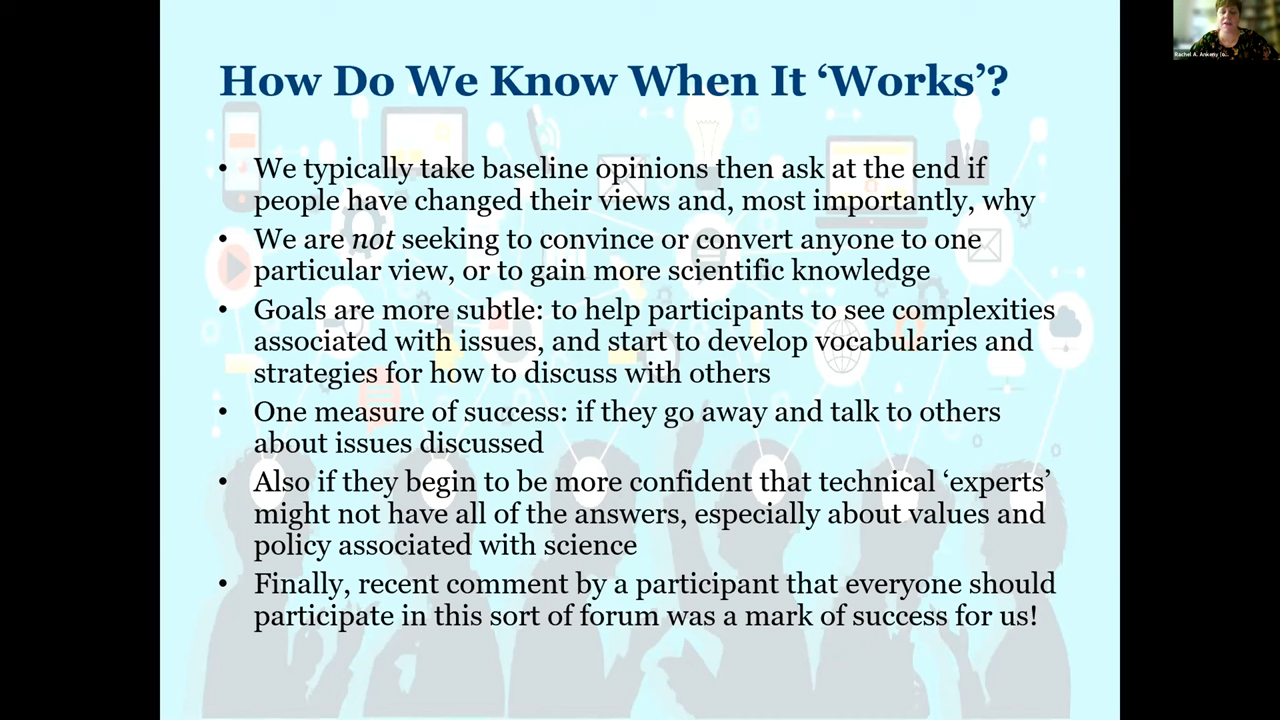 How Do We Know When It ‘Works’?
• We typically take baseline opinions then ask at the end if
people have changed their views and, most importantly, why
• We are not seeking to convince or convert anyone to one
particular view, or to gain more scientific knowledge
• Goals are more subtle: to help participants to see complexities
associated with issues, and start to develop vocabularies and
strategies for how to discuss with others
• One measure of success: if they go away and talk to others
about issues discussed
• Also if they begin to be more confident that technical ‘experts’
might not have all of the answers, especially about values and
policy associated with science
• Finally, recent comment by a participant that everyone should
participate in this sort of forum was a mark of success for us!
Rachel A. Ankeny (o...